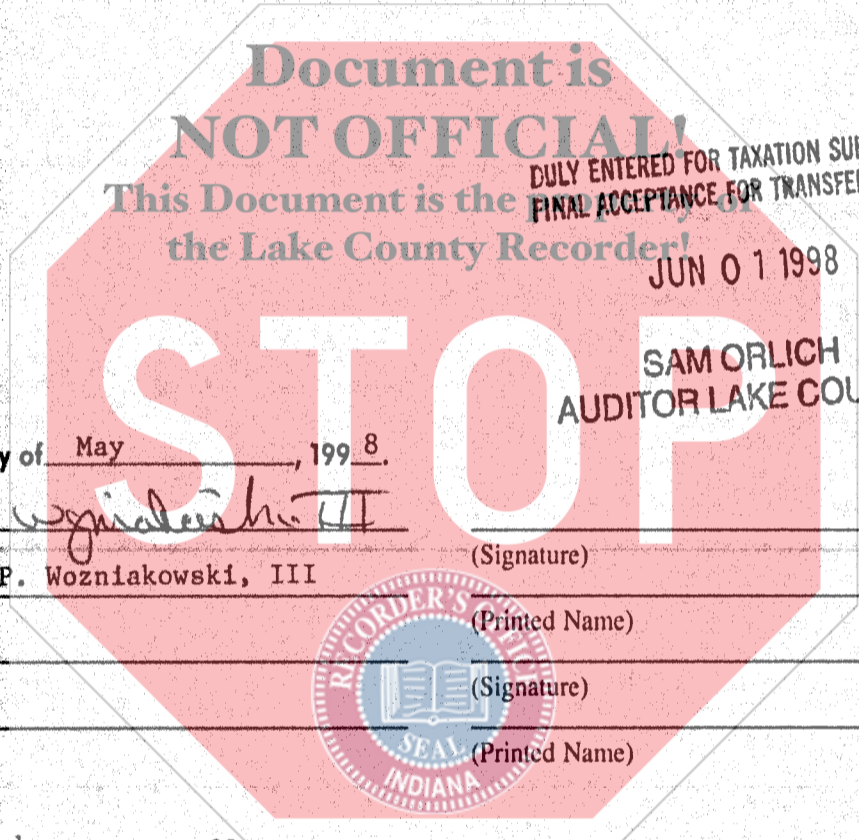 Document is
NOT OFFICIAL!
This Document is the property of
the Lake County Recorder!
DULY ENTERED FOR TAXATION SU
FINAL ACCEPTANCE FOR TRANSFE
JUN 0 1 1998
STOP
SAM ORLICH
AUDITOR LAKE COU
y of May, 199 8.
Wozniakowski III
(Signature)
P. Wozniakowski, III
(Printed Name)
(Signature)
(Printed Name)
RECORDER'S OFFICE
SEAL
INDIANA